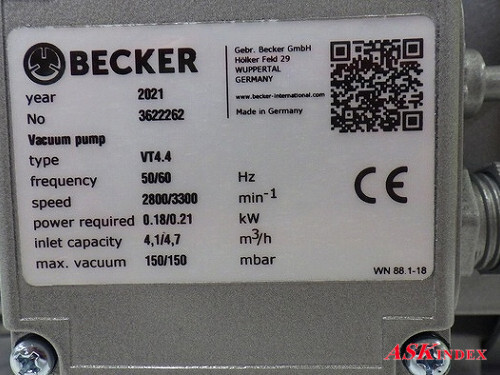 BECKER
Gebr. Becker GmbH
Hölker Feld 29
WUPPERTAL
GERMANY
www.becker-international.com
Made in Germany
year 2021
No 3622262
Vacuum pump
type VT4.4
frequency 50/60 Hz
speed 2800/3300 min-1
power required 0.18/0.21 kW
inlet capacity 4,1/4,7 m3/h
max. vacuum 150/150 mbar
CE
WN 88.1-18
ASK INDEX